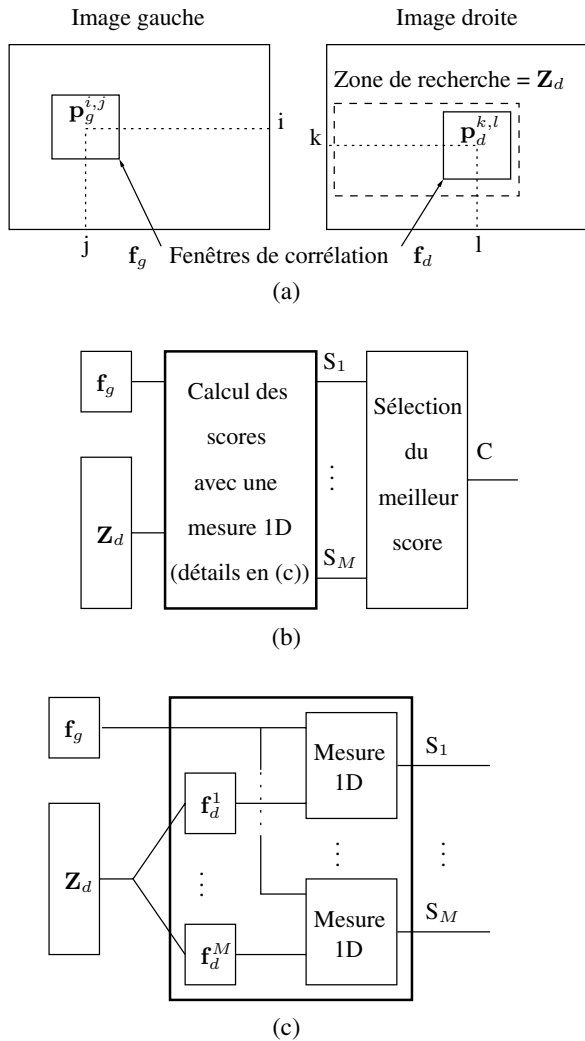 Image gauche
Image droite
Zone de recherche = Z_d
p_g^{i,j}
p_d^{k,l}
i
k
j
l
f_g
Fenêtres de corrélation
f_d
(a)
f_g
Z_d
Calcul des
scores
avec une
mesure 1D
(détails en (c))
S_1
⋮
S_M
Sélection
du
meilleur
score
C
(b)
f_g
Z_d
f_d^1
⋮
f_d^M
Mesure
1D
⋮
Mesure
1D
S_1
⋮
S_M
(c)